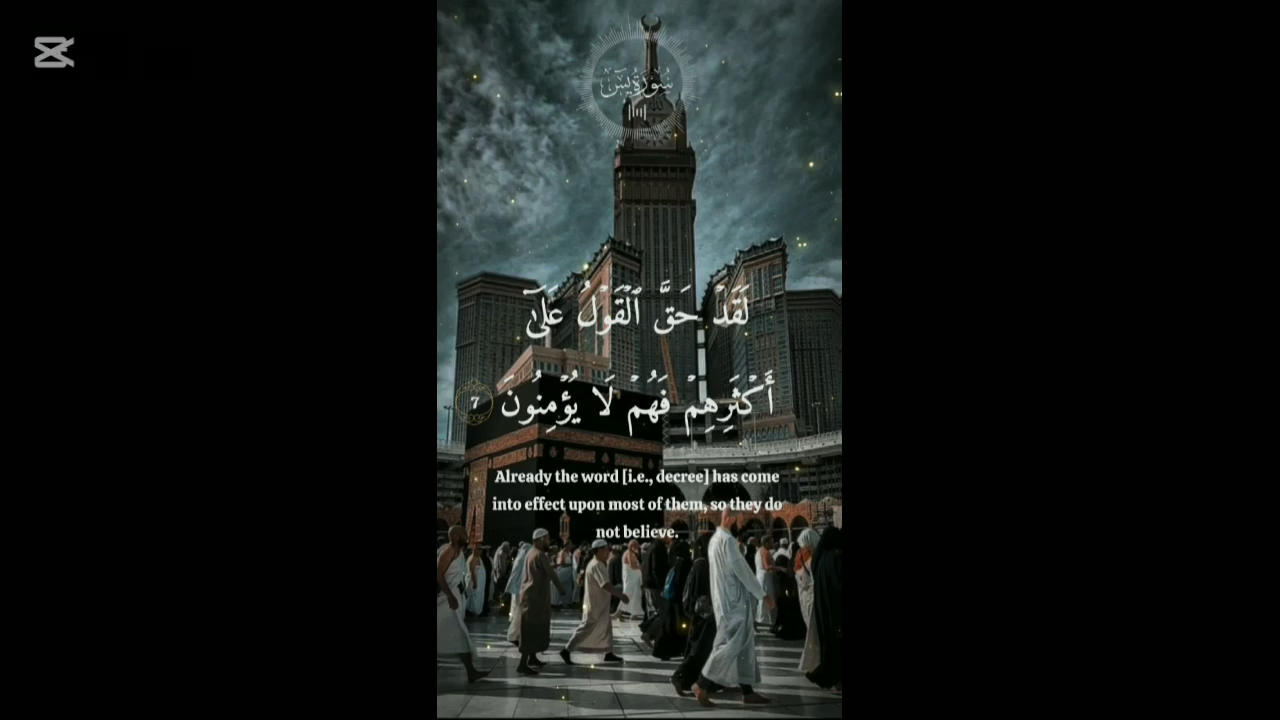 سُورَةُ يسٓ
لَقَدۡ حَقَّ ٱلۡقَوۡلُ عَلَىٰٓ
أَكۡثَرِهِمۡ فَهُمۡ لَا يُؤۡمِنُونَ 7
Already the word [i.e., decree] has come
into effect upon most of them, so they do
not believe.